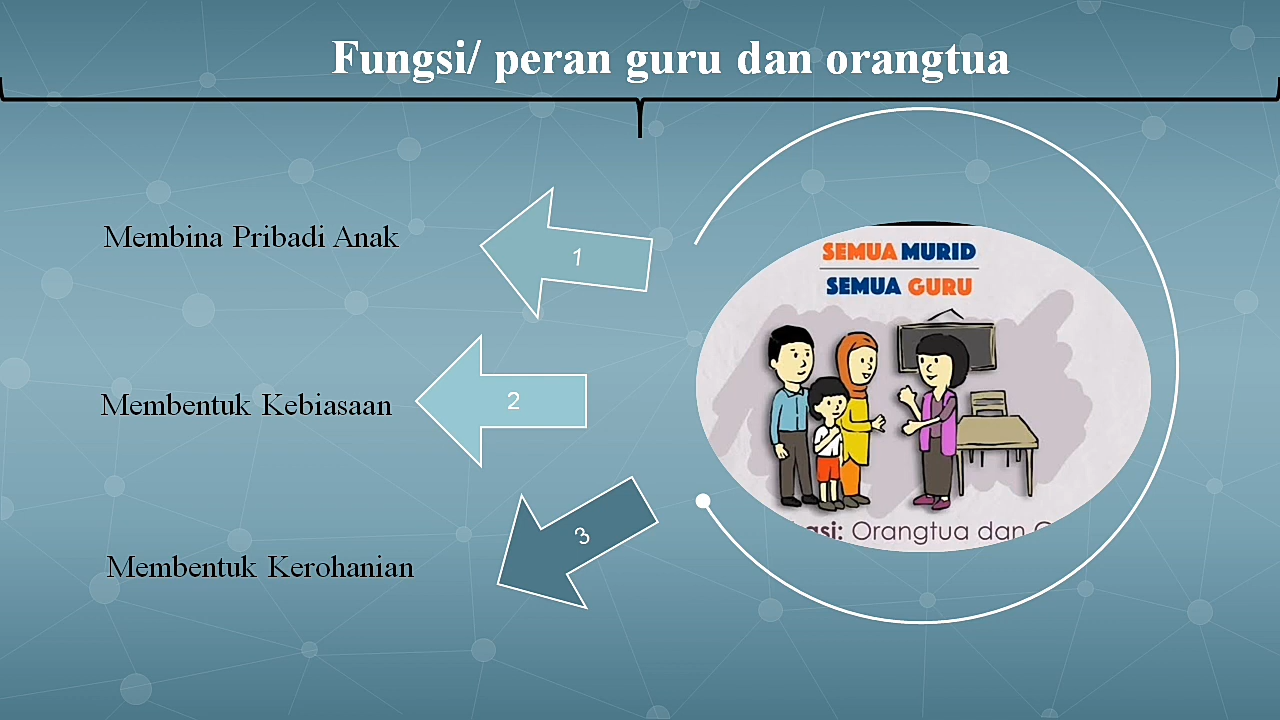 Fungsi/ peran guru dan orangtua
Membina Pribadi Anak
1
Membentuk Kebiasaan
2
Membentuk Kerohanian
3
SEMUA MURID
SEMUA GURU
Orangtua dan